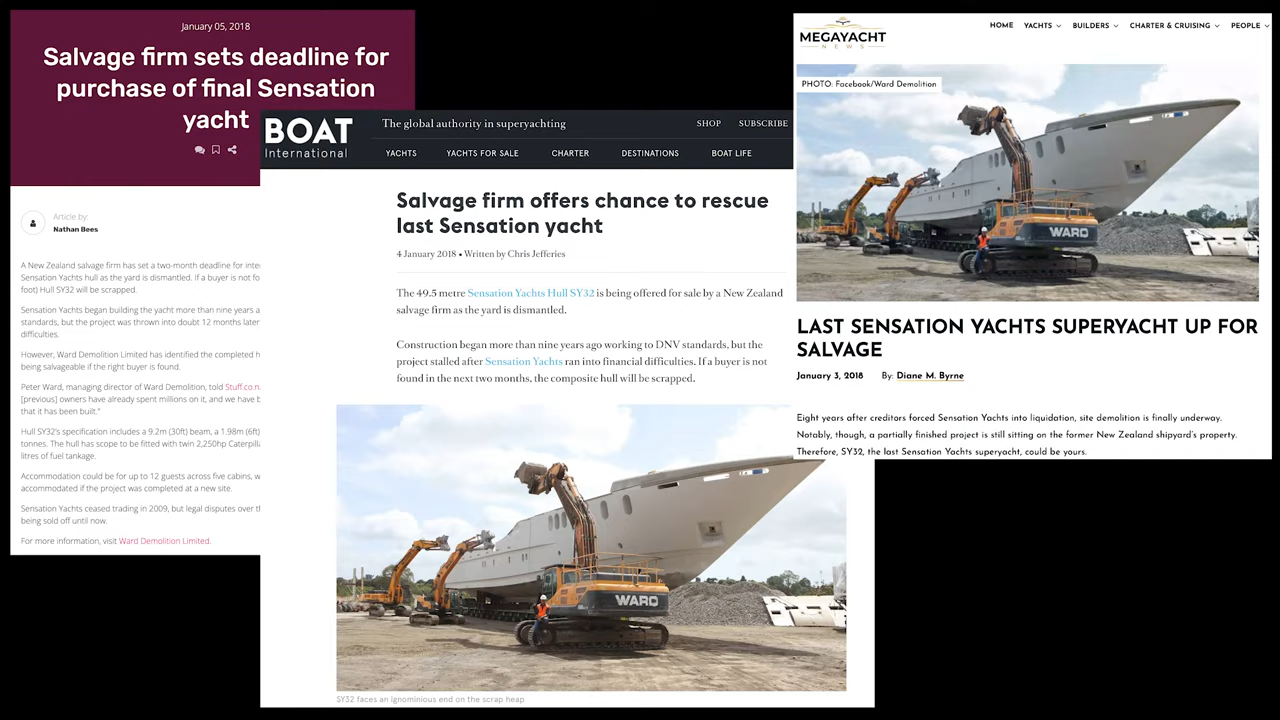 January 05, 2018
Salvage firm sets deadline for
purchase of final Sensation
yacht
Article by:
Nathan Bees
A New Zealand salvage firm has set a two-month deadline for
Sensation Yachts hull as the yard is dismantled. If a buyer is not
foot) Hull SY32 will be scrapped.
Sensation Yachts began building the yacht more than nine years
standards, but the project was thrown into doubt 12 months later
difficulties.
However, Ward Demolition Limited has identified the completed
being salvageable if the right buyer is found.
Peter Ward, managing director of Ward Demolition, told Stuff.co.n
[previous] owners have already spent millions on it, and we have
that it has been built."
Hull SY32's specification includes a 9.2m (30ft) beam, a 1.98m (6ft)
tonnes. The hull has scope to be fitted with twin 2,250hp
litres of fuel tankage.
Accommodation could be for up to 12 guests across five cabins,
accommodated if the project was completed at a new site.
Sensation Yachts ceased trading in 2009, but legal disputes over
being sold off until now.
For more information, visit Ward Demolition Limited.
BOAT
International
The global authority in superyachting
SHOP SUBSCRIBE
YACHTS YACHTS FOR SALE CHARTER DESTINATIONS BOAT LIFE
Salvage firm offers chance to rescue
last Sensation yacht
4 January 2018 • Written by Chris Jefferies
The 49.5 metre Sensation Yachts Hull SY32 is being offered for sale by a New Zealand
salvage firm as the yard is dismantled.
Construction began more than nine years ago working to DNV standards, but the
project stalled after Sensation Yachts ran into financial difficulties. If a buyer is not
found in the next two months, the composite hull will be scrapped.
WARD
SY32 faces an ignominious end on the scrap heap
MEGAYACHT
NEWS
HOME YACHTS BUILDERS CHARTER & CRUISING PEOPLE
PHOTO: Facebook/Ward Demolition
WARD
LAST SENSATION YACHTS SUPERYACHT UP FOR
SALVAGE
January 3, 2018 By: Diane M. Byrne
Eight years after creditors forced Sensation Yachts into liquidation, site demolition is finally underway.
Notably, though, a partially finished project is still sitting on the former New Zealand shipyard's property.
Therefore, SY32, the last Sensation Yachts superyacht, could be yours.